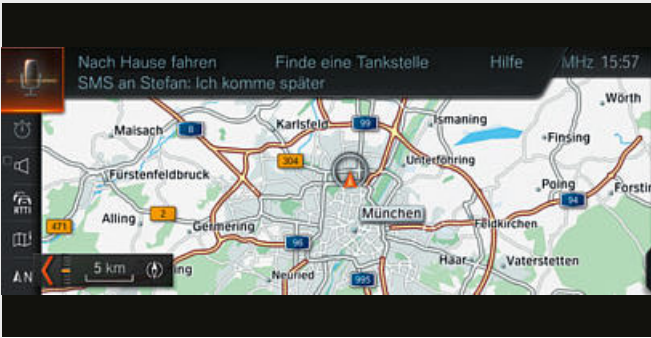 Nach Hause fahren Finde eine Tankstelle Hilfe MHz 15:57
SMS an Stefan: Ich komme später
Wörth
Maisach 8 Karlsfeld 99 Ismaning
Finsing
304 Unterföhring
Fürstenfeldbruck
Poing Forsti
94
Alling 2 München
471 Germering Feldkirchen
96
Haar Vaterstetten
5 km ing Neuried
995
RTTI
AN